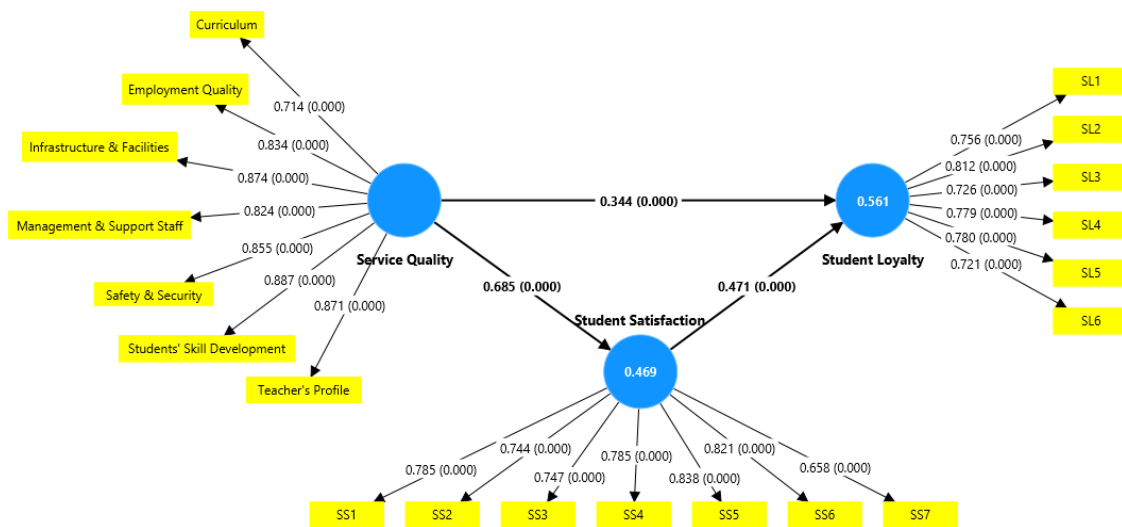 Curriculum
Employment Quality
Infrastructure & Facilities
Management & Support Staff
Safety & Security
Students' Skill Development
Teacher's Profile
0.714 (0.000)
0.834 (0.000)
0.874 (0.000)
0.824 (0.000)
0.855 (0.000)
0.887 (0.000)
0.871 (0.000)
Service Quality
0.344 (0.000)
0.685 (0.000)
0.471 (0.000)
0.561
Student Loyalty
Student Satisfaction
0.469
0.756 (0.000)
0.812 (0.000)
0.726 (0.000)
0.779 (0.000)
0.780 (0.000)
0.721 (0.000)
SL1
SL2
SL3
SL4
SL5
SL6
0.785 (0.000)
0.744 (0.000)
0.747 (0.000)
0.785 (0.000)
0.838 (0.000)
0.821 (0.000)
0.658 (0.000)
SS1
SS2
SS3
SS4
SS5
SS6
SS7